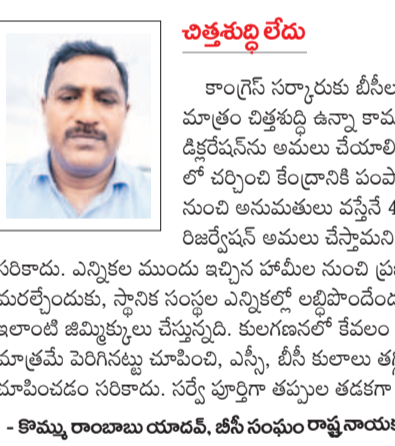 చిత్తశుద్ధి లేదు
కాంగ్రెస్ సర్కారుకు బీసీల
మాత్రం చిత్తశుద్ధి ఉన్నా కామ
డిక్లరేషన్‌ను అమలు చేయాలి
లో చర్చించి కేంద్రానికి పంపా
నుంచి అనుమతులు వస్తేనే 4
రిజర్వేషన్ అమలు చేస్తామని
సరికాదు. ఎన్నికల ముందు ఇచ్చిన హామీల నుంచి ప్రజ
మరల్చేందుకు, స్థానిక సంస్థల ఎన్నికల్లో లబ్ధిపొందేంద
ఇలాంటి జిమ్మిక్కులు చేస్తున్నది. కులగణనలో కేవలం
మాత్రమే పెరిగినట్టు చూపించి, ఎస్సీ, బీసీ కులాలు తగ్గి
చూపించడం సరికాదు. సర్వే పూర్తిగా తప్పుల తడకగా
- కొమ్ము రాంబాబు యాదవ్, బీసీ సంఘం రాష్ట్ర నాయక